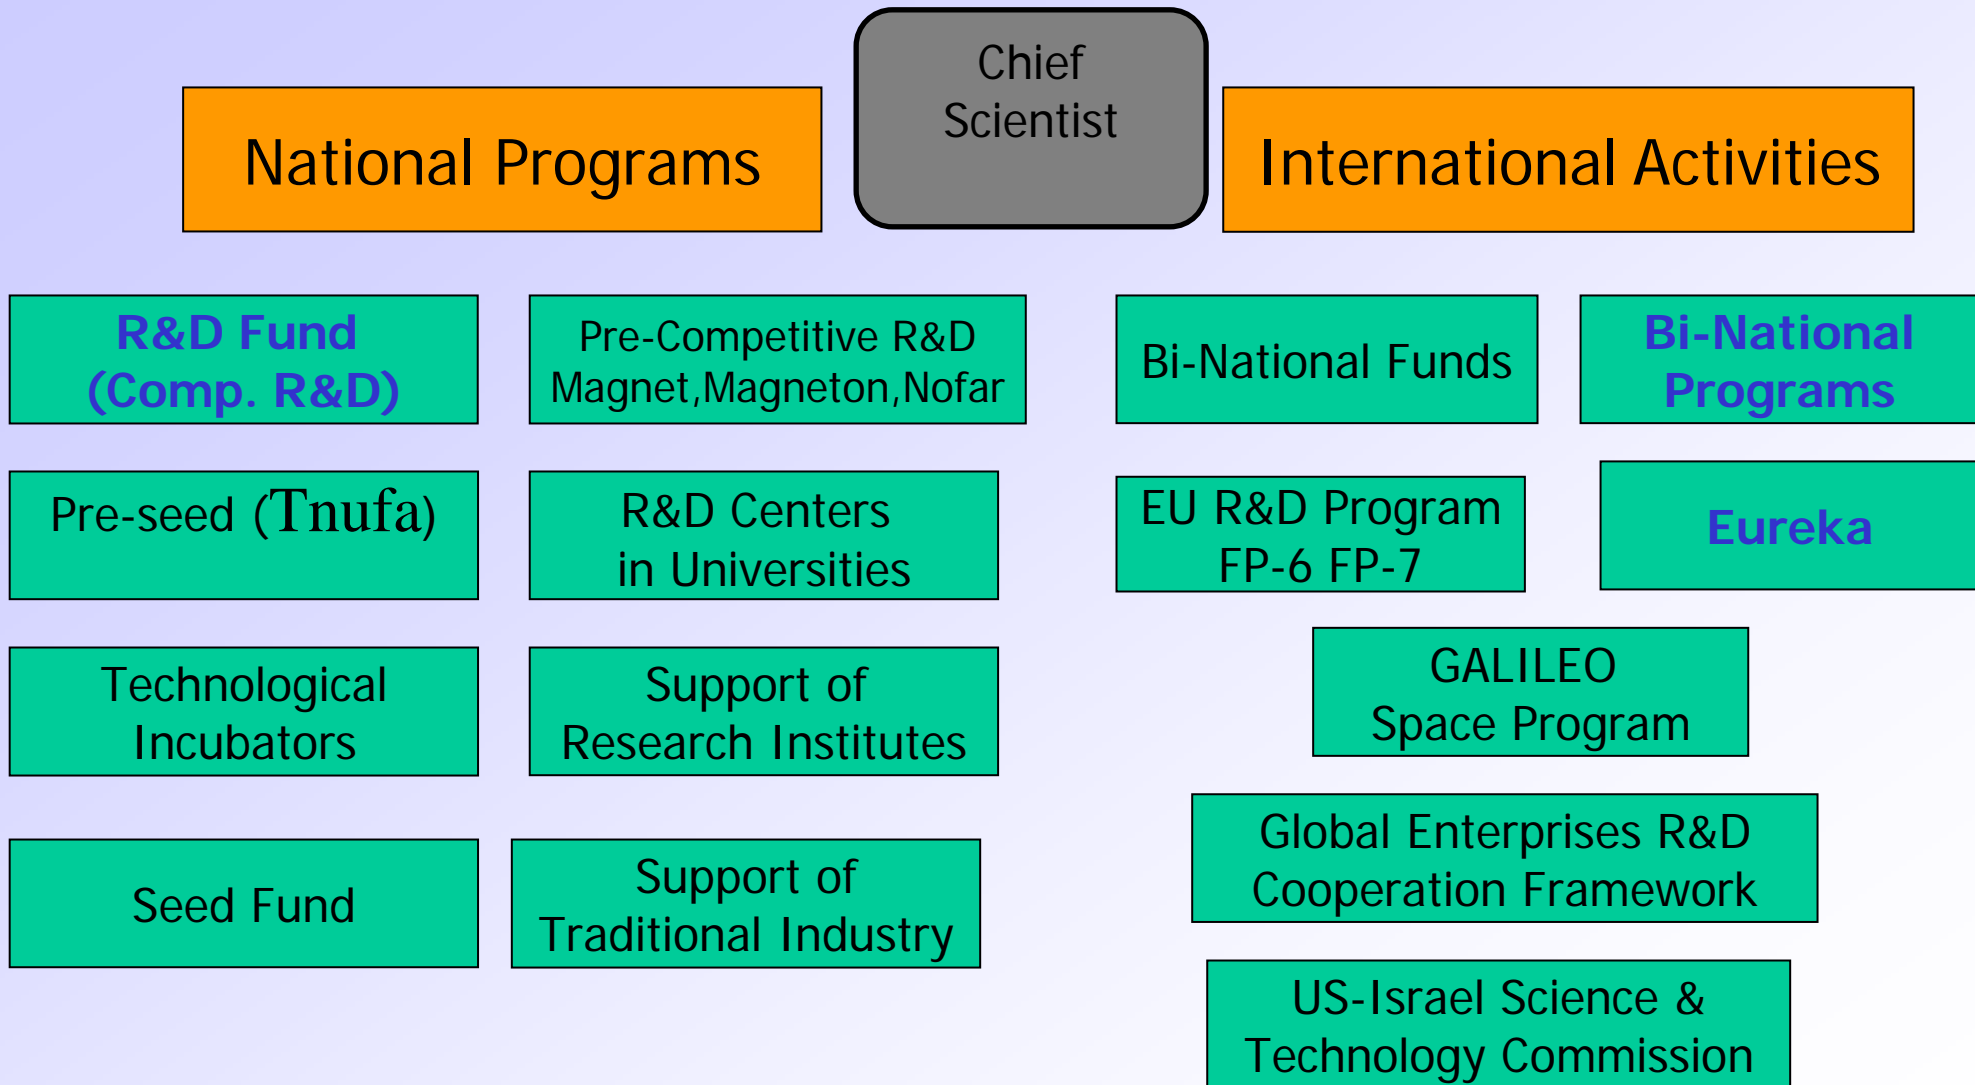 Chief
Scientist
National Programs
International Activities
R&D Fund
(Comp. R&D)
Pre-Competitive R&D
Magnet,Magneton,Nofar
Bi-National Funds
Bi-National
Programs
Pre-seed (Tnufa)
R&D Centers
in Universities
EU R&D Program
FP-6 FP-7
Eureka
Technological
Incubators
Support of
Research Institutes
GALILEO
Space Program
Seed Fund
Support of
Traditional Industry
Global Enterprises R&D
Cooperation Framework
US-Israel Science &
Technology Commission